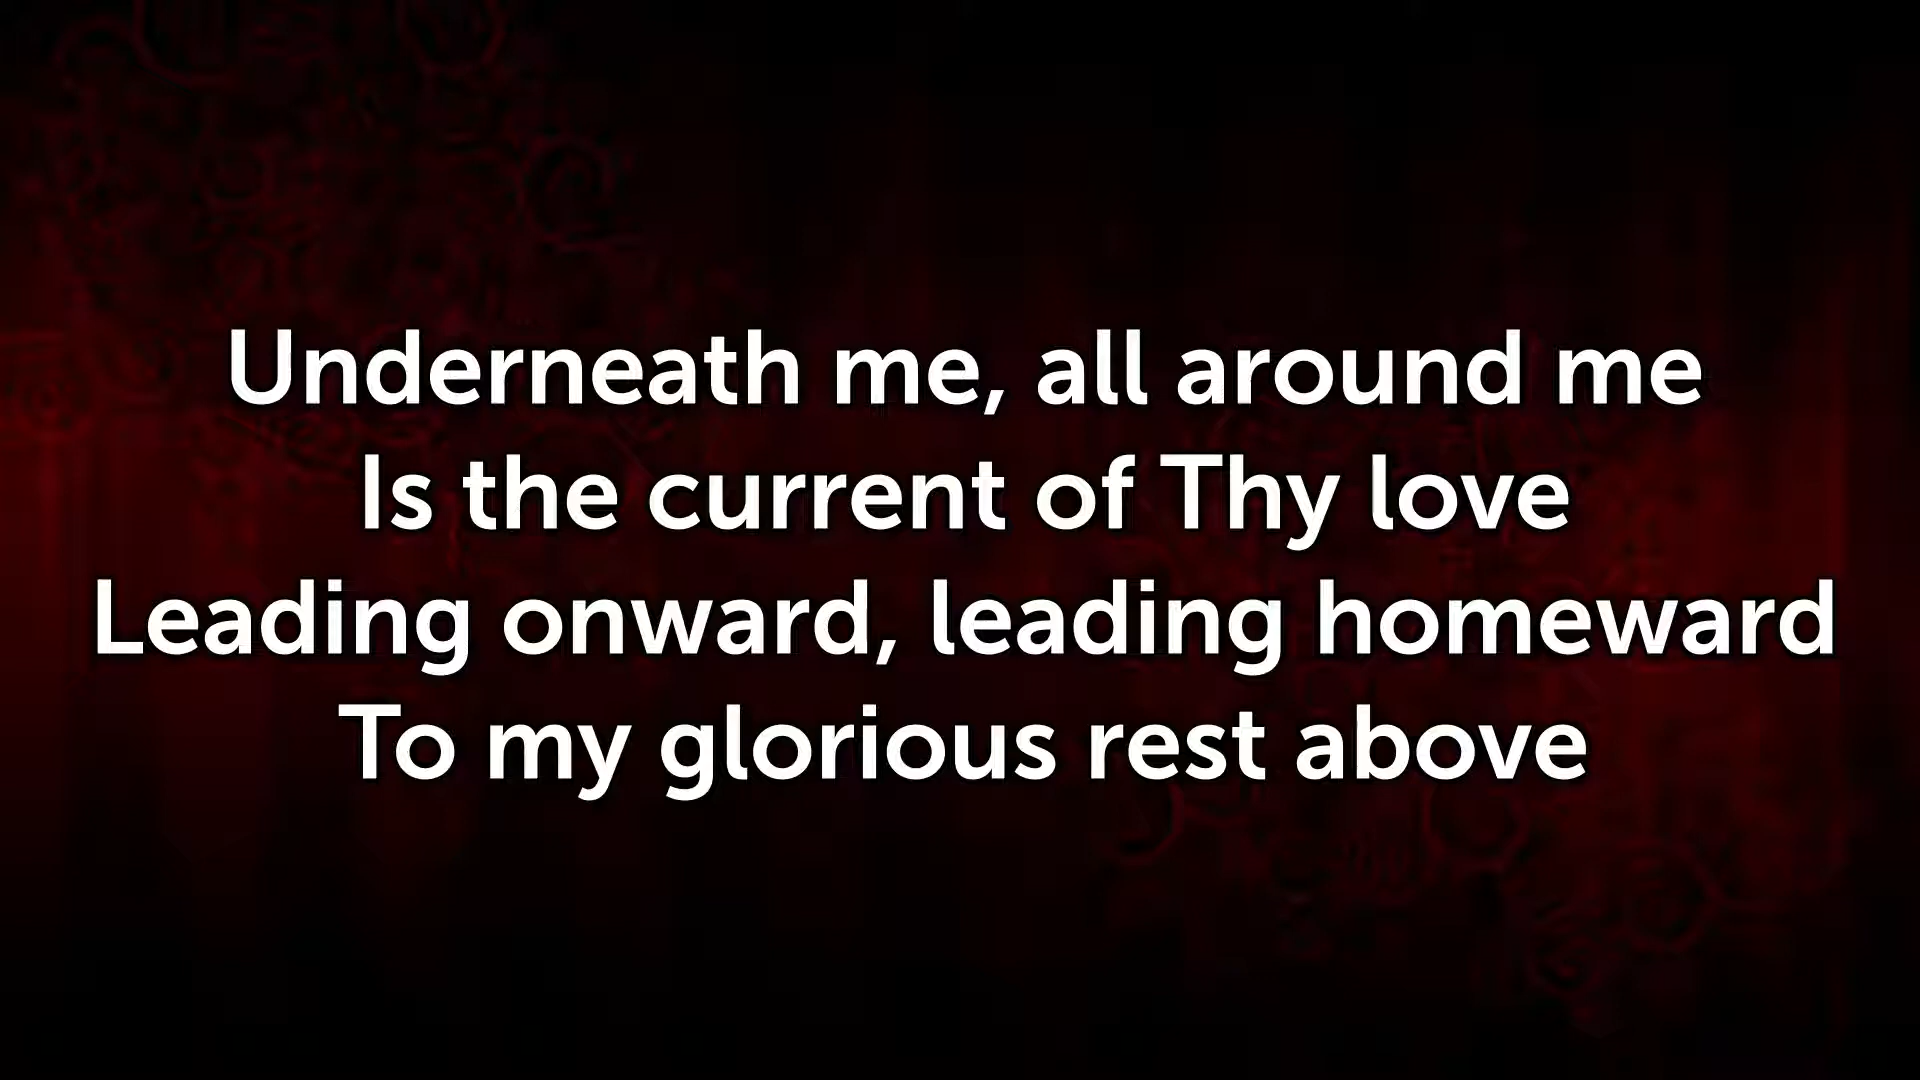 Underneath me, all around me
Is the current of Thy love
Leading onward, leading homeward
To my glorious rest above